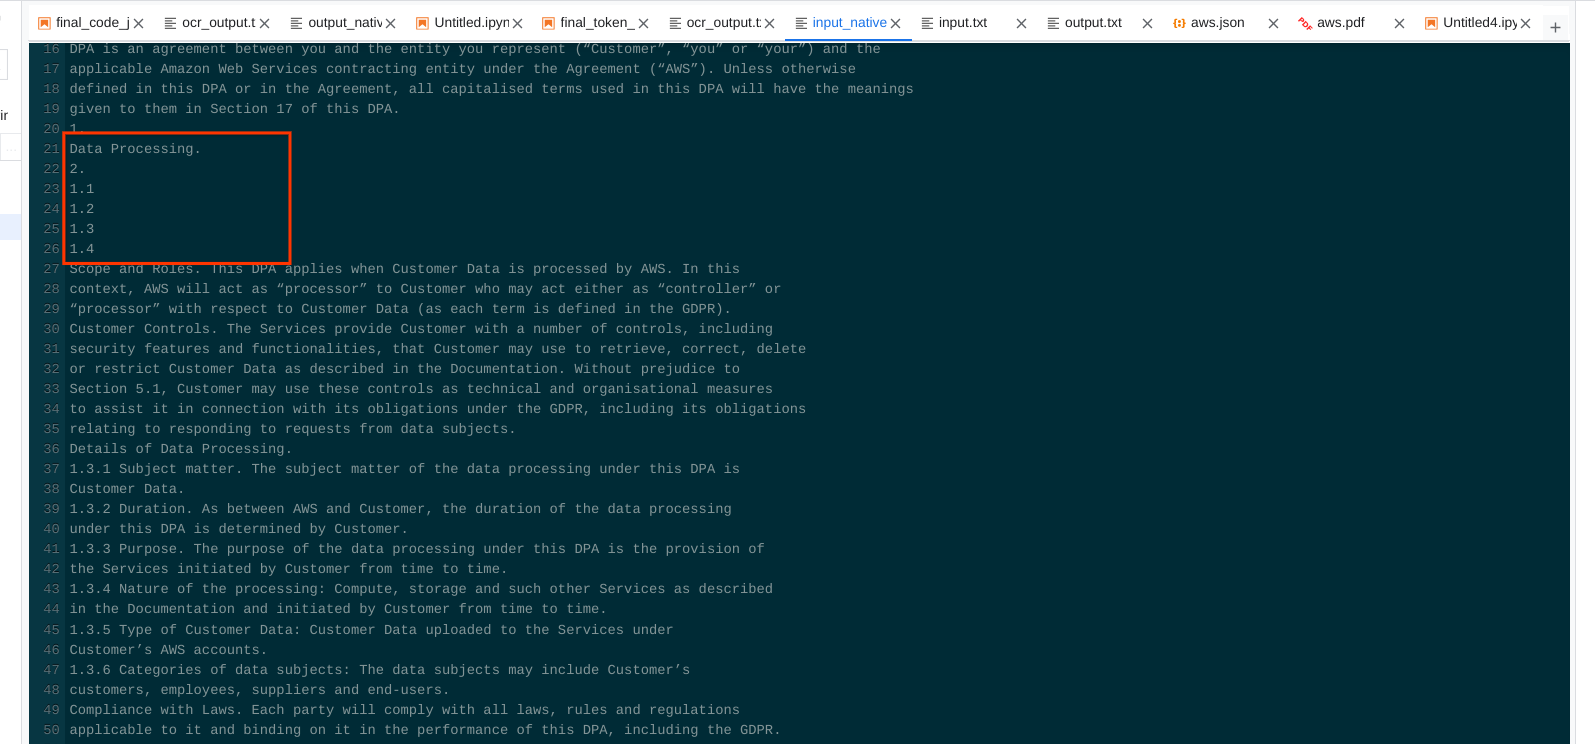 ir
final_code_j
ocr_output.t
output_nativ
Untitled.ipyn
final_token_
ocr_output.t
input_native
input.txt
output.txt
{:} aws.json
PDF aws.pdf
Untitled4.ipy
+
16 DPA is an agreement between you and the entity you represent (“Customer”, “you” or “your”) and the
17 applicable Amazon Web Services contracting entity under the Agreement (“AWS”). Unless otherwise
18 defined in this DPA or in the Agreement, all capitalised terms used in this DPA will have the meanings
19 given to them in Section 17 of this DPA.
20 1.
21 Data Processing.
22 2.
23 1.1
24 1.2
25 1.3
26 1.4
27 Scope and Roles. This DPA applies when Customer Data is processed by AWS. In this
28 context, AWS will act as “processor” to Customer who may act either as “controller” or
29 “processor” with respect to Customer Data (as each term is defined in the GDPR).
30 Customer Controls. The Services provide Customer with a number of controls, including
31 security features and functionalities, that Customer may use to retrieve, correct, delete
32 or restrict Customer Data as described in the Documentation. Without prejudice to
33 Section 5.1, Customer may use these controls as technical and organisational measures
34 to assist it in connection with its obligations under the GDPR, including its obligations
35 relating to responding to requests from data subjects.
36 Details of Data Processing.
37 1.3.1 Subject matter. The subject matter of the data processing under this DPA is
38 Customer Data.
39 1.3.2 Duration. As between AWS and Customer, the duration of the data processing
40 under this DPA is determined by Customer.
41 1.3.3 Purpose. The purpose of the data processing under this DPA is the provision of
42 the Services initiated by Customer from time to time.
43 1.3.4 Nature of the processing: Compute, storage and such other Services as described
44 in the Documentation and initiated by Customer from time to time.
45 1.3.5 Type of Customer Data: Customer Data uploaded to the Services under
46 Customer’s AWS accounts.
47 1.3.6 Categories of data subjects: The data subjects may include Customer’s
48 customers, employees, suppliers and end-users.
49 Compliance with Laws. Each party will comply with all laws, rules and regulations
50 applicable to it and binding on it in the performance of this DPA, including the GDPR.